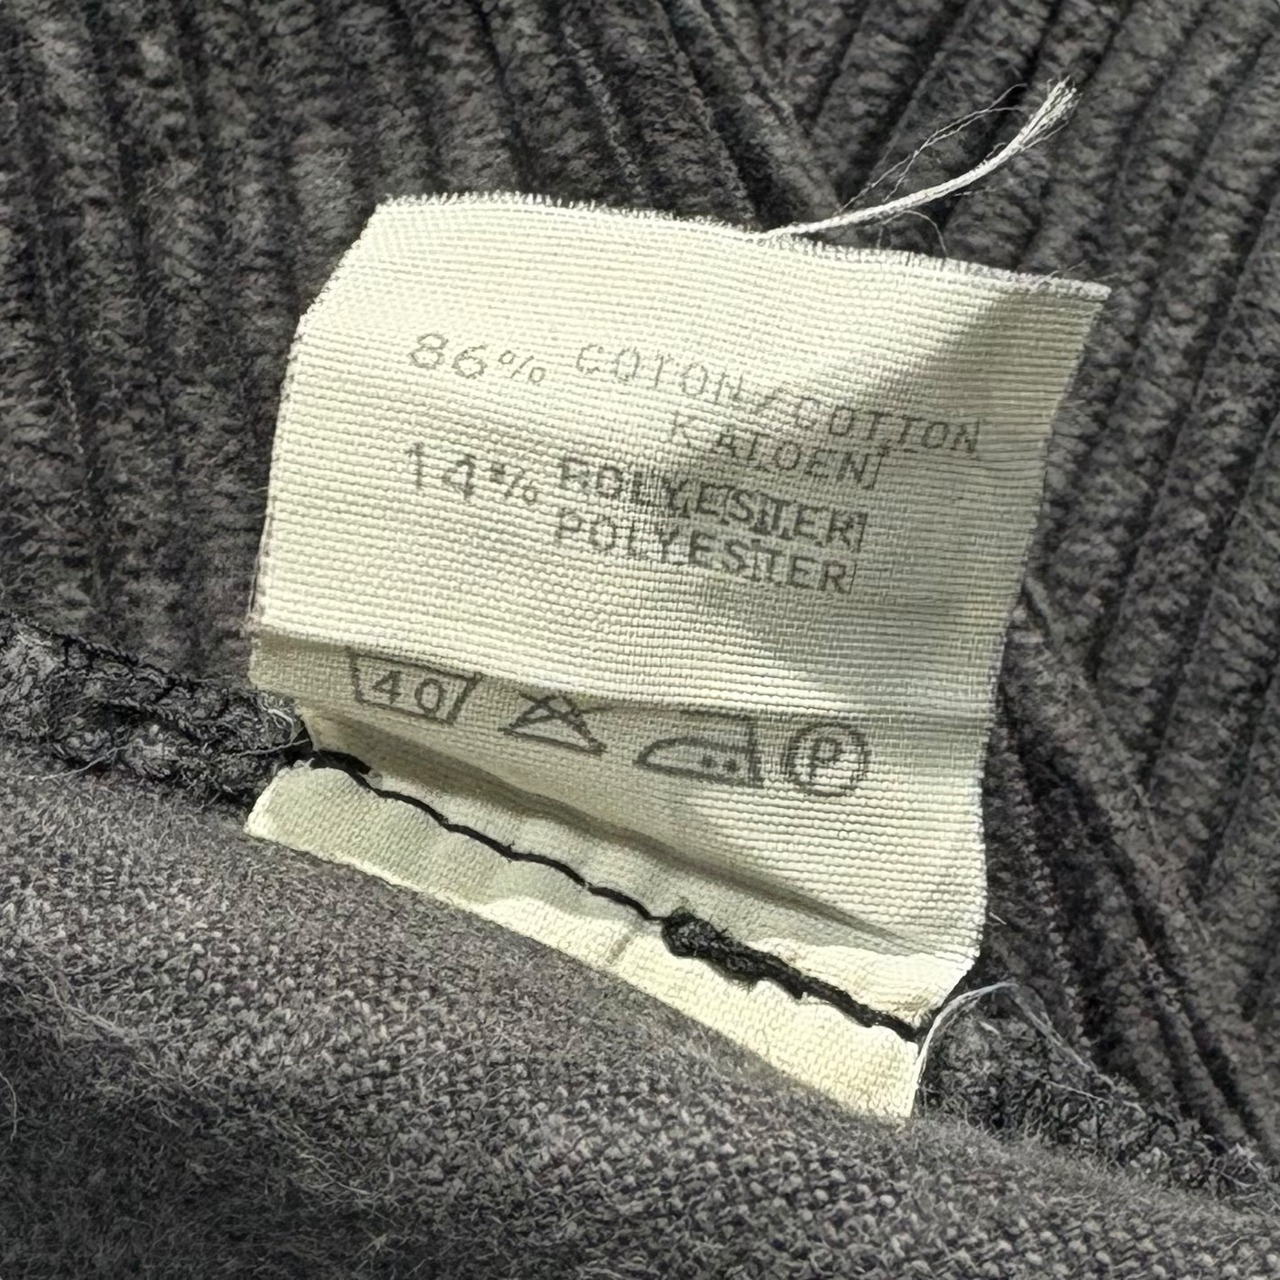 86% COTON/COTTON
KATOEN
14% POLYESTER
POLYESTER
40
P